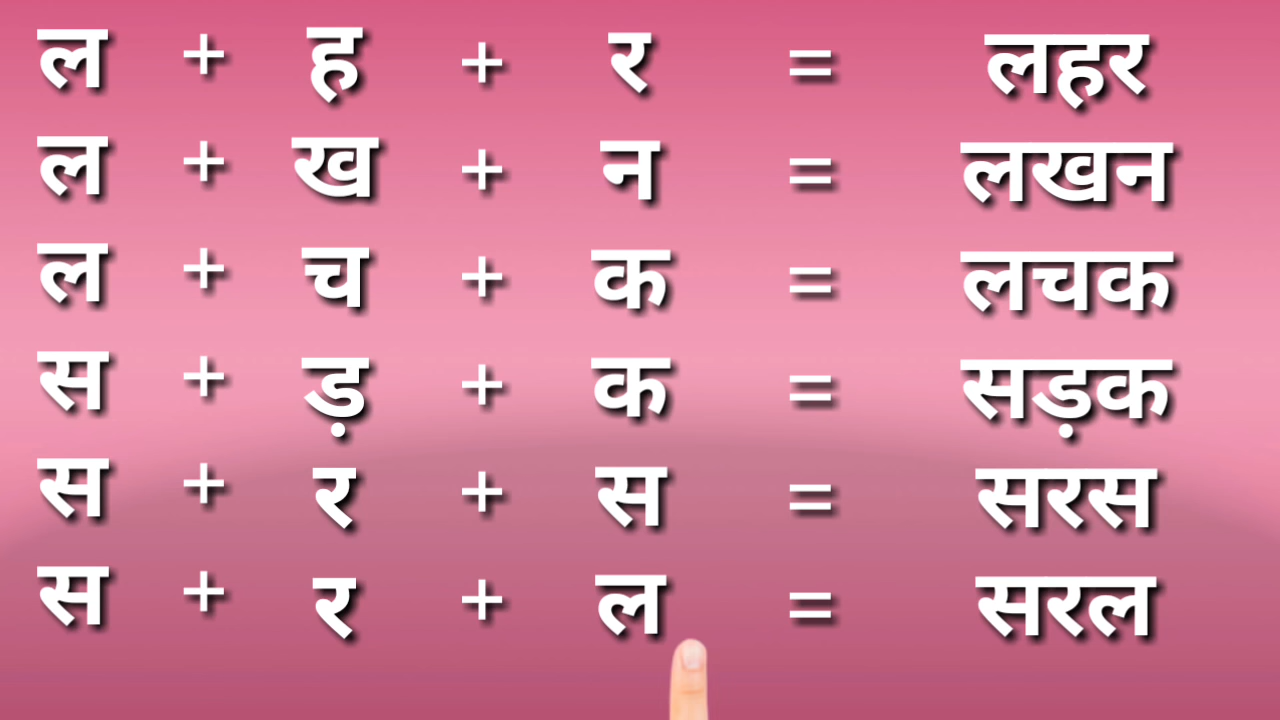 ल + ह + र = लहर
ल + ख + न = लखन
ल + च + क = लचक
स + ड़ + क = सड़क
स + र + स = सरस
स + र + ल = सरल